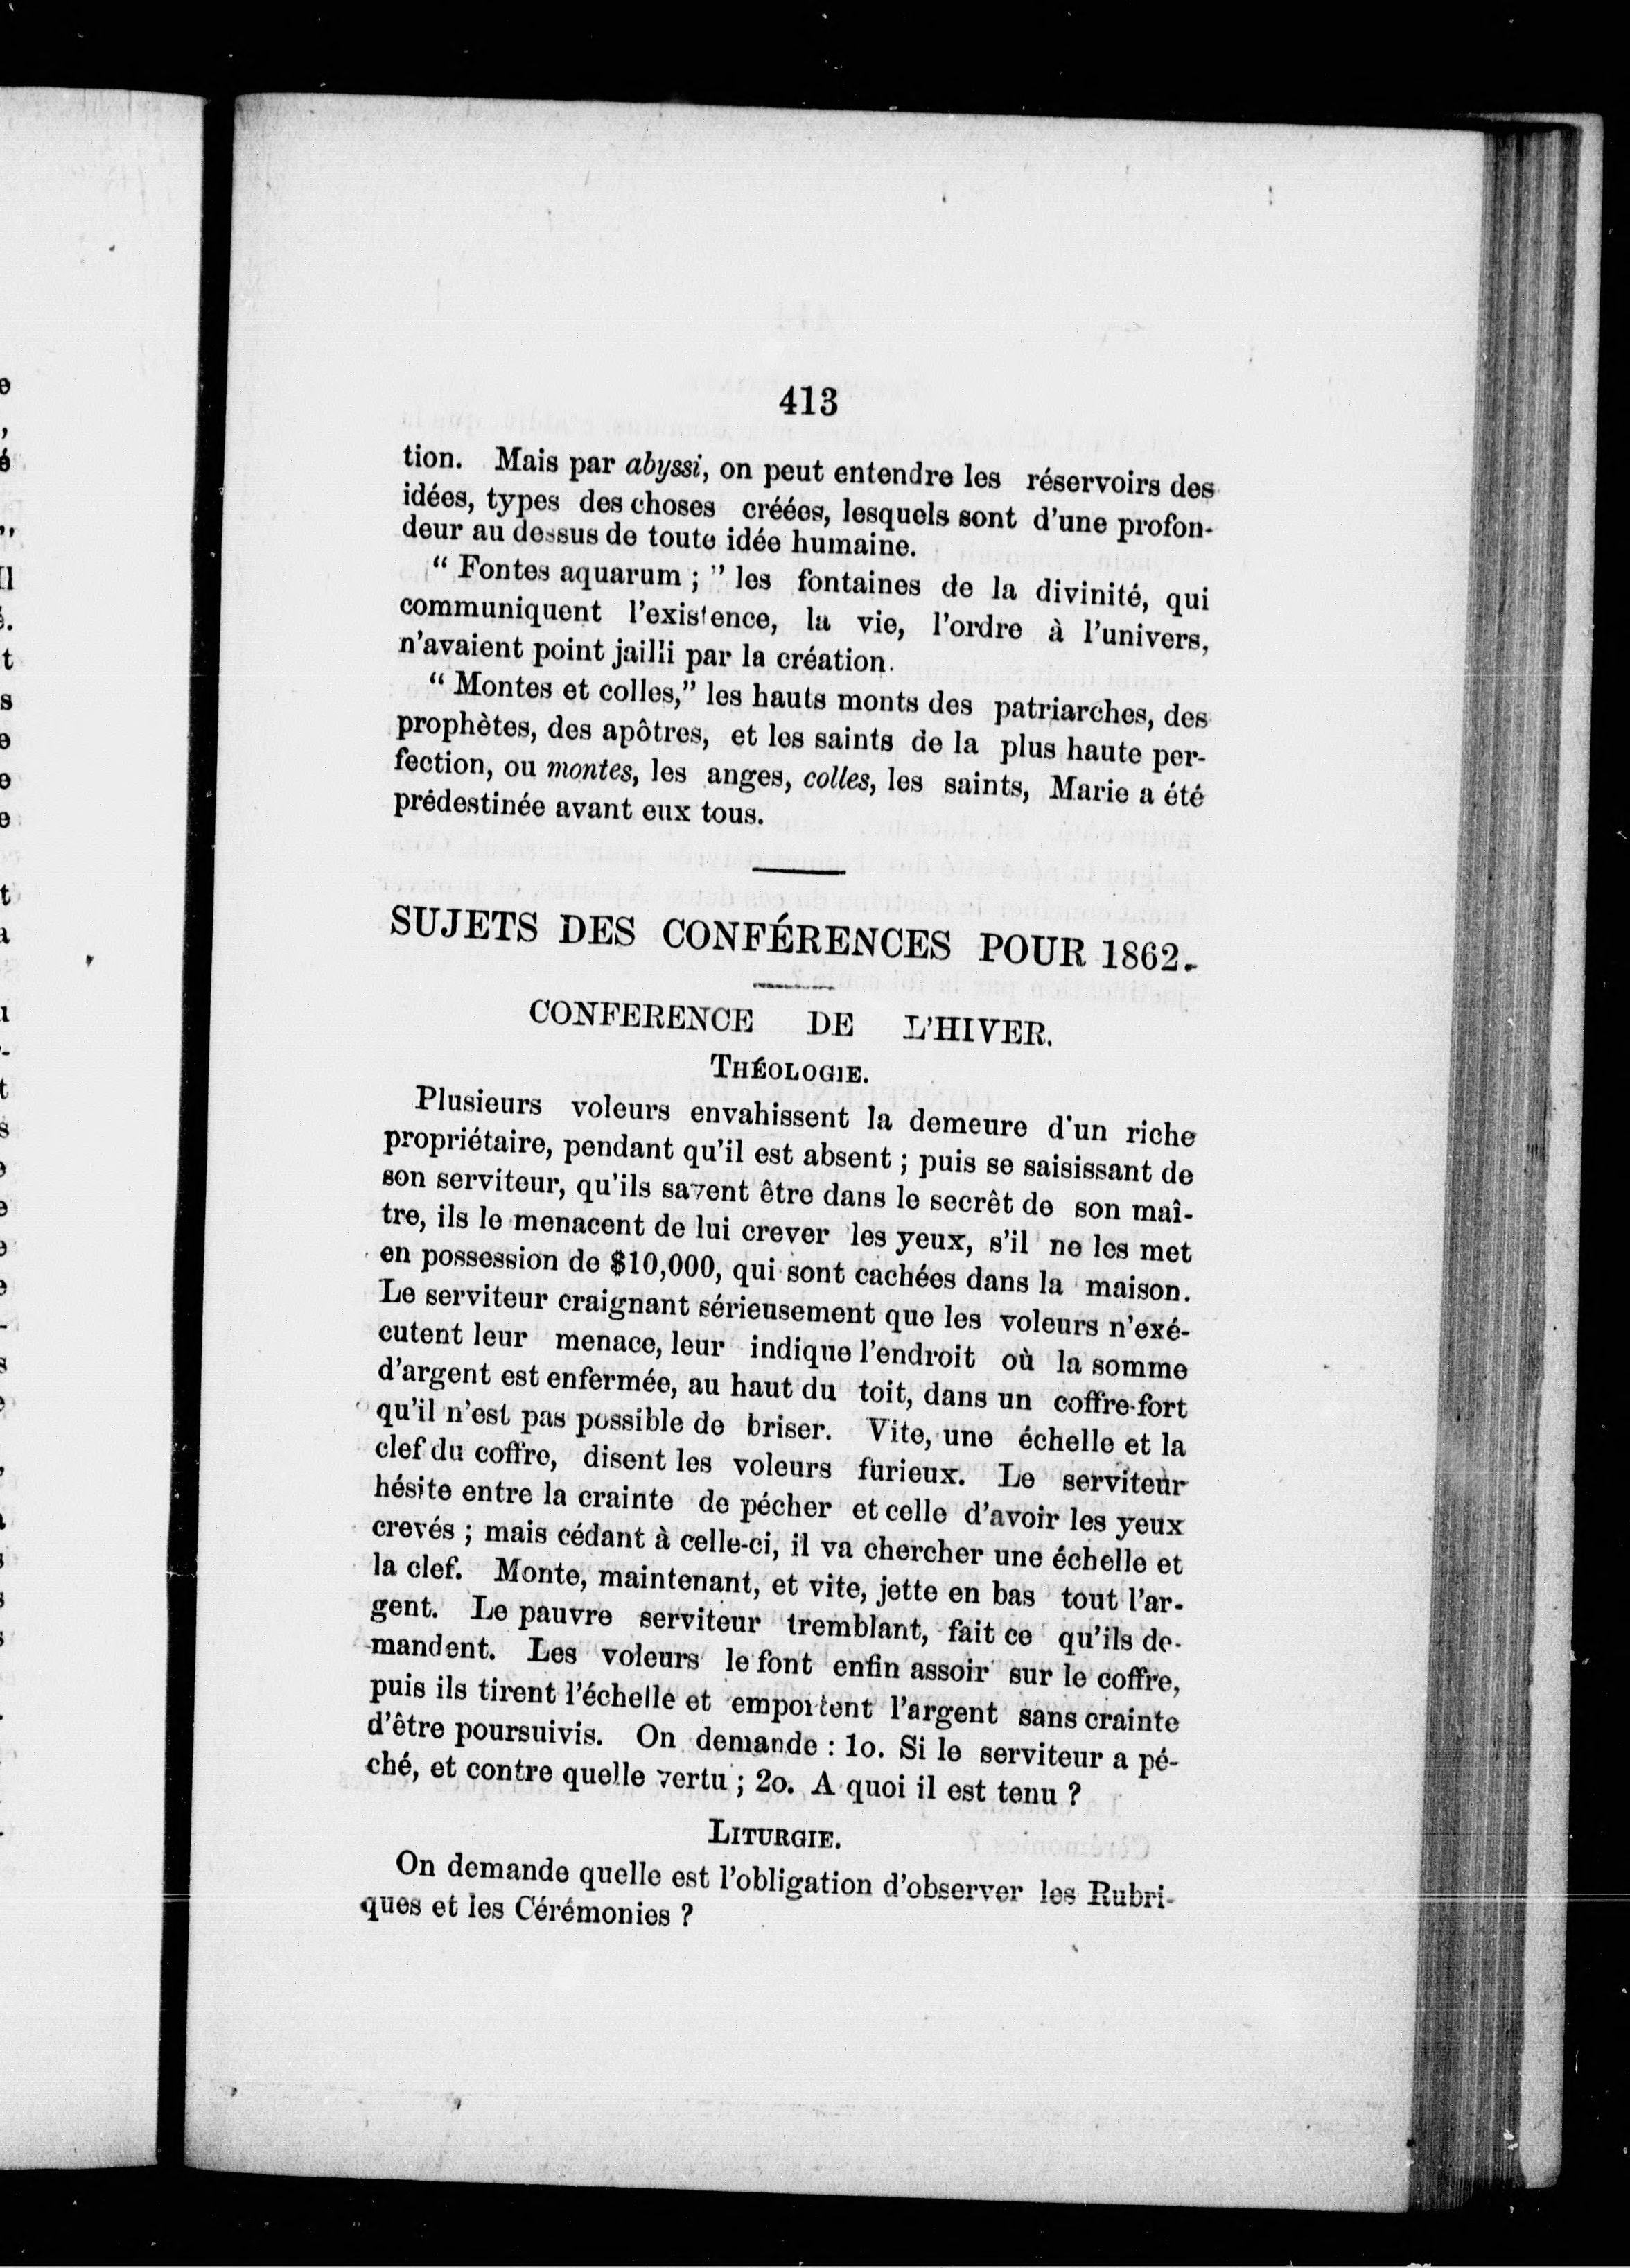 413
tion. Mais par abyssi, on peut entendre les réservoirs des
idées, types des choses créées, lesquels sont d'une profon-
deur au dessus de toute idée humaine.
" Fontes aquarum ; " les fontaines de la divinité, qui
communiquent l'existence, la vie, l'ordre à l'univers,
n'avaient point jailli par la création.
" Montes et colles," les hauts monts des patriarches, des
prophètes, des apôtres, et les saints de la plus haute per-
fection, ou montes, les anges, colles, les saints, Marie a été
prédestinée avant eux tous.
SUJETS DES CONFÉRENCES POUR 1862.
CONFERENCE DE L'HIVER.
THÉOLOGIE.
Plusieurs voleurs envahissent la demeure d'un riche
propriétaire, pendant qu'il est absent ; puis se saisissant de
son serviteur, qu'ils savent être dans le secrêt de son maî-
tre, ils le menacent de lui crever les yeux, s'il ne les met
en possession de $10,000, qui sont cachées dans la maison.
Le serviteur craignant sérieusement que les voleurs n'exé-
cutent leur menace, leur indique l'endroit où la somme
d'argent est enfermée, au haut du toit, dans un coffre-fort
qu'il n'est pas possible de briser. Vite, une échelle et la
clef du coffre, disent les voleurs furieux. Le serviteur
hésite entre la crainte de pécher et celle d'avoir les yeux
crevés ; mais cédant à celle-ci, il va chercher une échelle et
la clef. Monte, maintenant, et vite, jette en bas tout l'ar-
gent. Le pauvre serviteur tremblant, fait ce qu'ils de-
mandent. Les voleurs le font enfin assoir sur le coffre,
puis ils tirent l'échelle et emportent l'argent sans crainte
d'être poursuivis. On demande : 1o. Si le serviteur a pé-
ché, et contre quelle vertu ; 2o. A quoi il est tenu ?
LITURGIE.
On demande quelle est l'obligation d'observer les Rubri-
ques et les Cérémonies ?